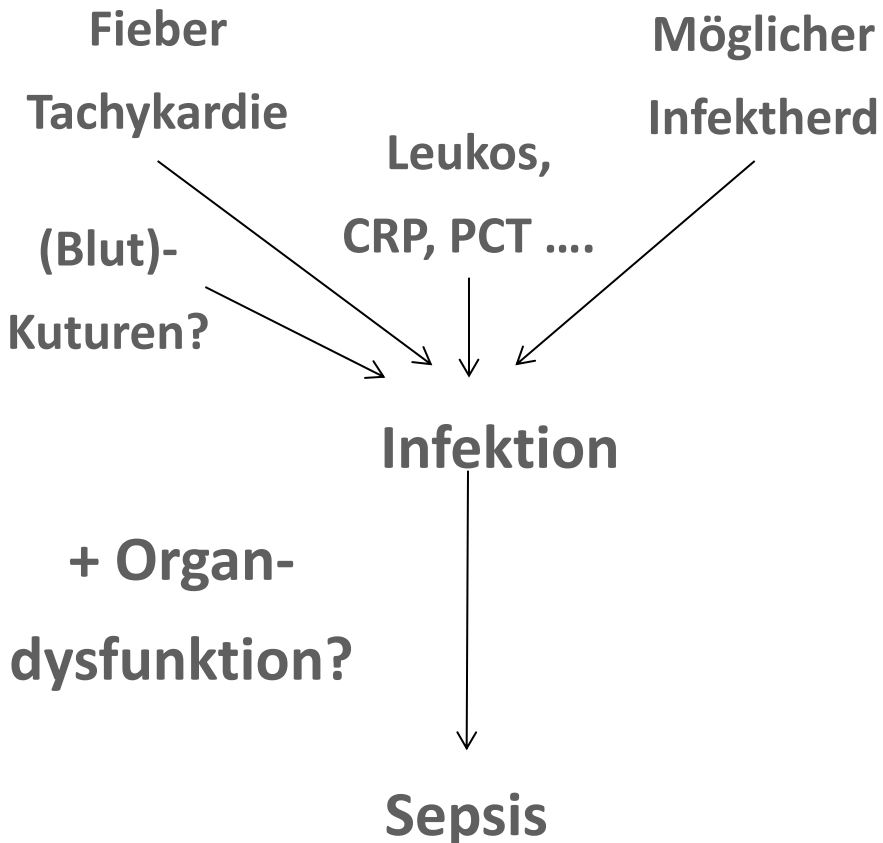 Fieber
Tachykardie
Möglicher
Infektherd
Leukos,
CRP, PCT ....
(Blut)-
Kuturen?
Infektion
+ Organ-
dysfunktion?
Sepsis